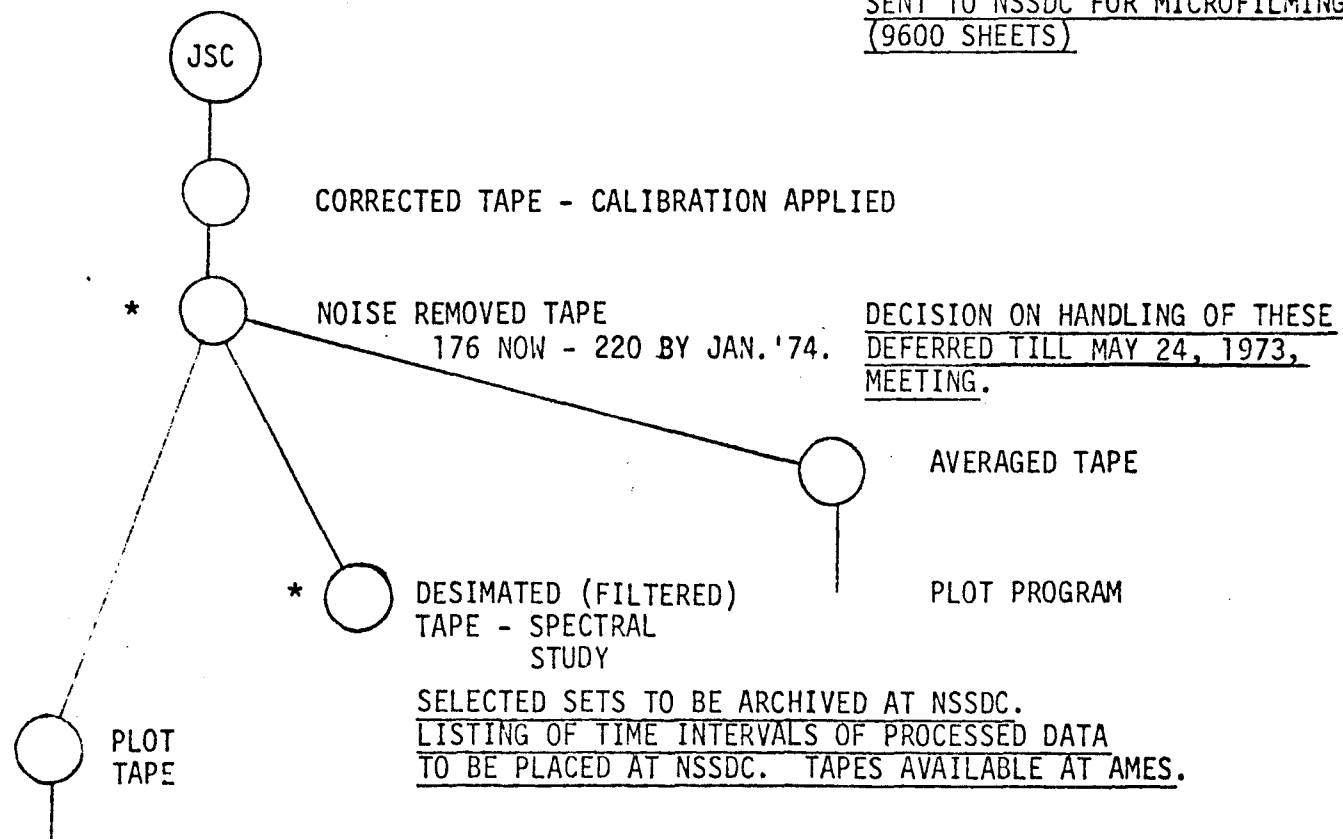 SENT TO NSSDC FOR MICROFILMING
(9600 SHEETS)
JSC
CORRECTED TAPE - CALIBRATION APPLIED
*
NOISE REMOVED TAPE
176 NOW - 220 BY JAN.'74.
DECISION ON HANDLING OF THESE
DEFERRED TILL MAY 24, 1973,
MEETING.
AVERAGED TAPE
PLOT PROGRAM
*
DESIMATED (FILTERED)
TAPE - SPECTRAL
STUDY
SELECTED SETS TO BE ARCHIVED AT NSSDC.
LISTING OF TIME INTERVALS OF PROCESSED DATA
TO BE PLACED AT NSSDC. TAPES AVAILABLE AT AMES.
PLOT
TAPE